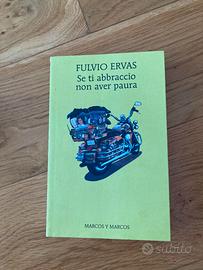 FULVIO ERVAS
Se ti abbraccio
non aver paura
MARCOS Y MARCOS
subito